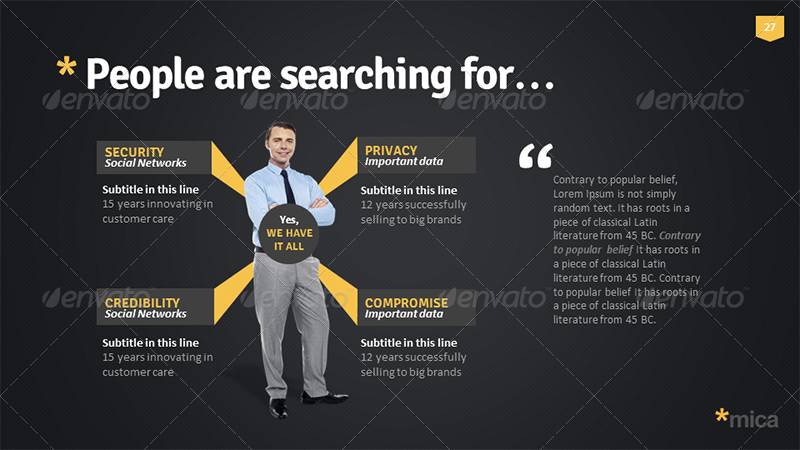 27
* People are searching for...
SECURITY
Social Networks
Subtitle in this line
15 years innovating in
customer care
PRIVACY
Important data
Subtitle in this line
12 years successfully
selling to big brands
Yes,
WE HAVE
IT ALL
CREDIBILITY
Social Networks
Subtitle in this line
15 years innovating in
customer care
COMPROMISE
Important data
Subtitle in this line
12 years successfully
selling to big brands
“
Contrary to popular belief,
Lorem Ipsum is not simply
random text. It has roots in a
piece of classical Latin
literature from 45 BC. Contrary
to popular belief It has roots in
a piece of classical Latin
literature from 45 BC. Contrary
to popular belief It has roots in
a piece of classical Latin
literature from 45 BC.
*mica
envato
envato
envato
envato
envato
envato
envato
envato